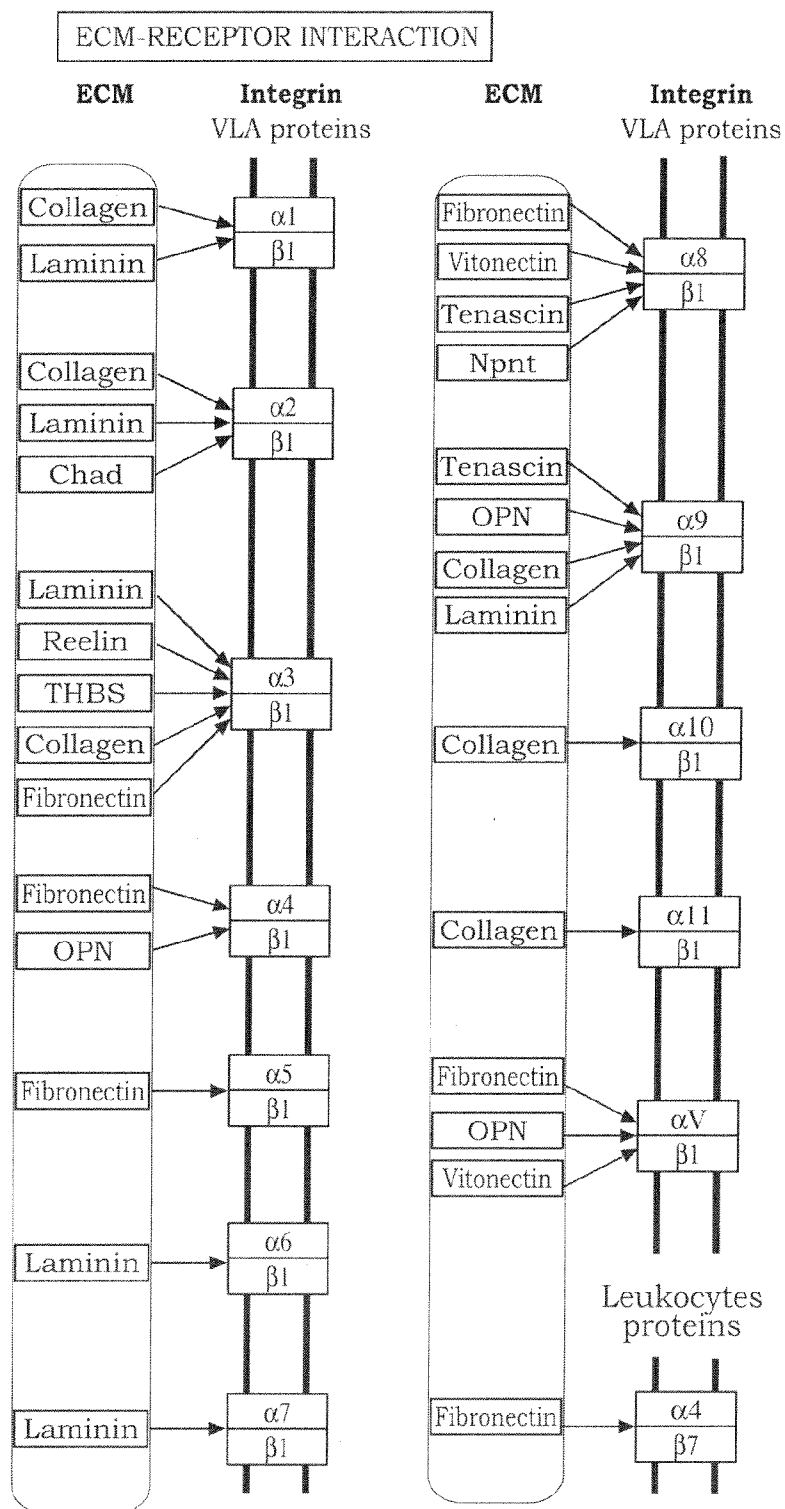 ECM-RECEPTOR INTERACTION
ECM
Integrin
VLA proteins
Collagen
Laminin
α1
β1
Collagen
Laminin
Chad
α2
β1
Laminin
Reelin
THBS
Collagen
Fibronectin
α3
β1
Fibronectin
OPN
α4
β1
Fibronectin
α5
β1
Laminin
α6
β1
Laminin
α7
β1
ECM
Integrin
VLA proteins
Fibronectin
Vitonectin
Tenascin
Npnt
α8
β1
Tenascin
OPN
Collagen
Laminin
α9
β1
Collagen
α10
β1
Collagen
α11
β1
Fibronectin
OPN
Vitonectin
αV
β1
Leukocytes
proteins
Fibronectin
α4
β7